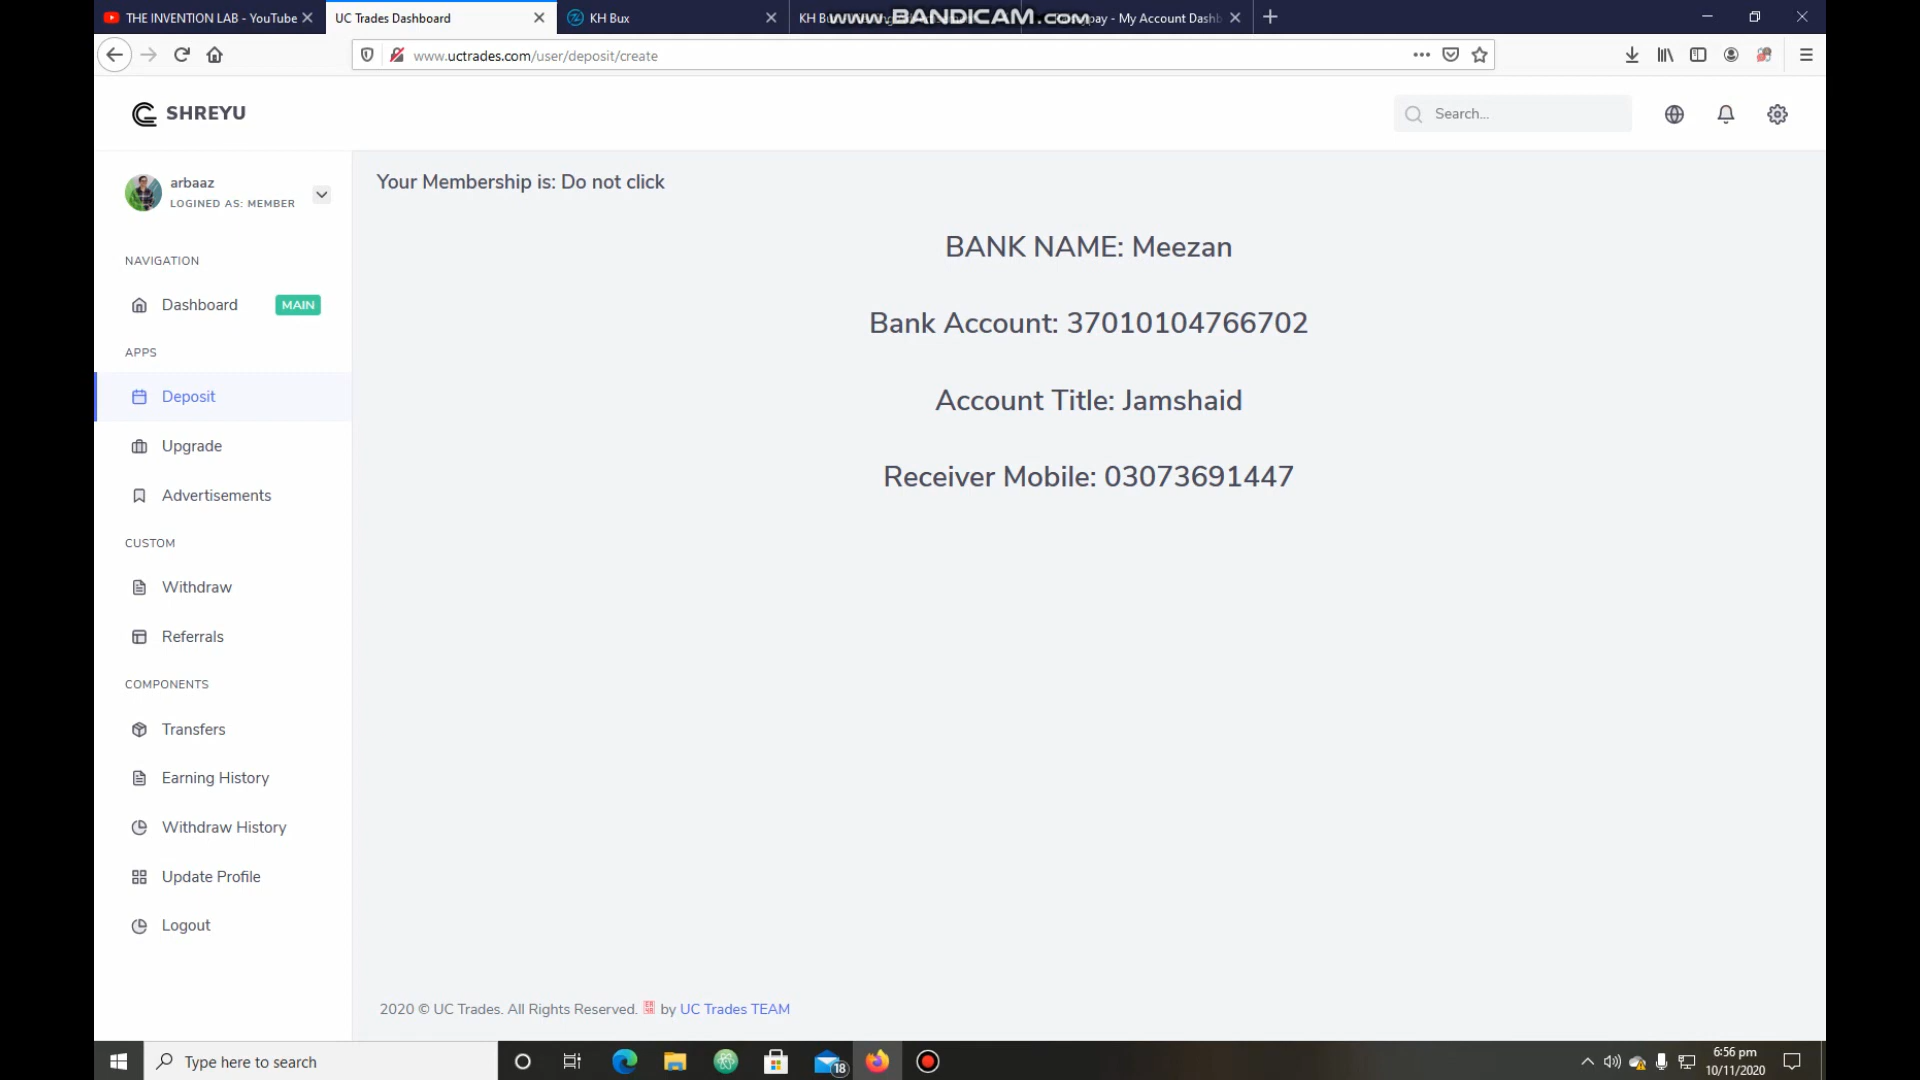 www.BANDICAM.com
THE INVENTION LAB - YouTube
UC Trades Dashboard
KH Bux
pay - My Account Dashb
www.uctrades.com/user/deposit/create
SHREYU
Search...
arbaaz
LOGINED AS: MEMBER
NAVIGATION
Dashboard
MAIN
APPS
Deposit
Upgrade
Advertisements
CUSTOM
Withdraw
Referrals
COMPONENTS
Transfers
Earning History
Withdraw History
Update Profile
Logout
Your Membership is: Do not click
BANK NAME: Meezan
Bank Account: 37010104766702
Account Title: Jamshaid
Receiver Mobile: 03073691447
2020 © UC Trades. All Rights Reserved. by UC Trades TEAM
Type here to search
18
6:56 pm
10/11/2020